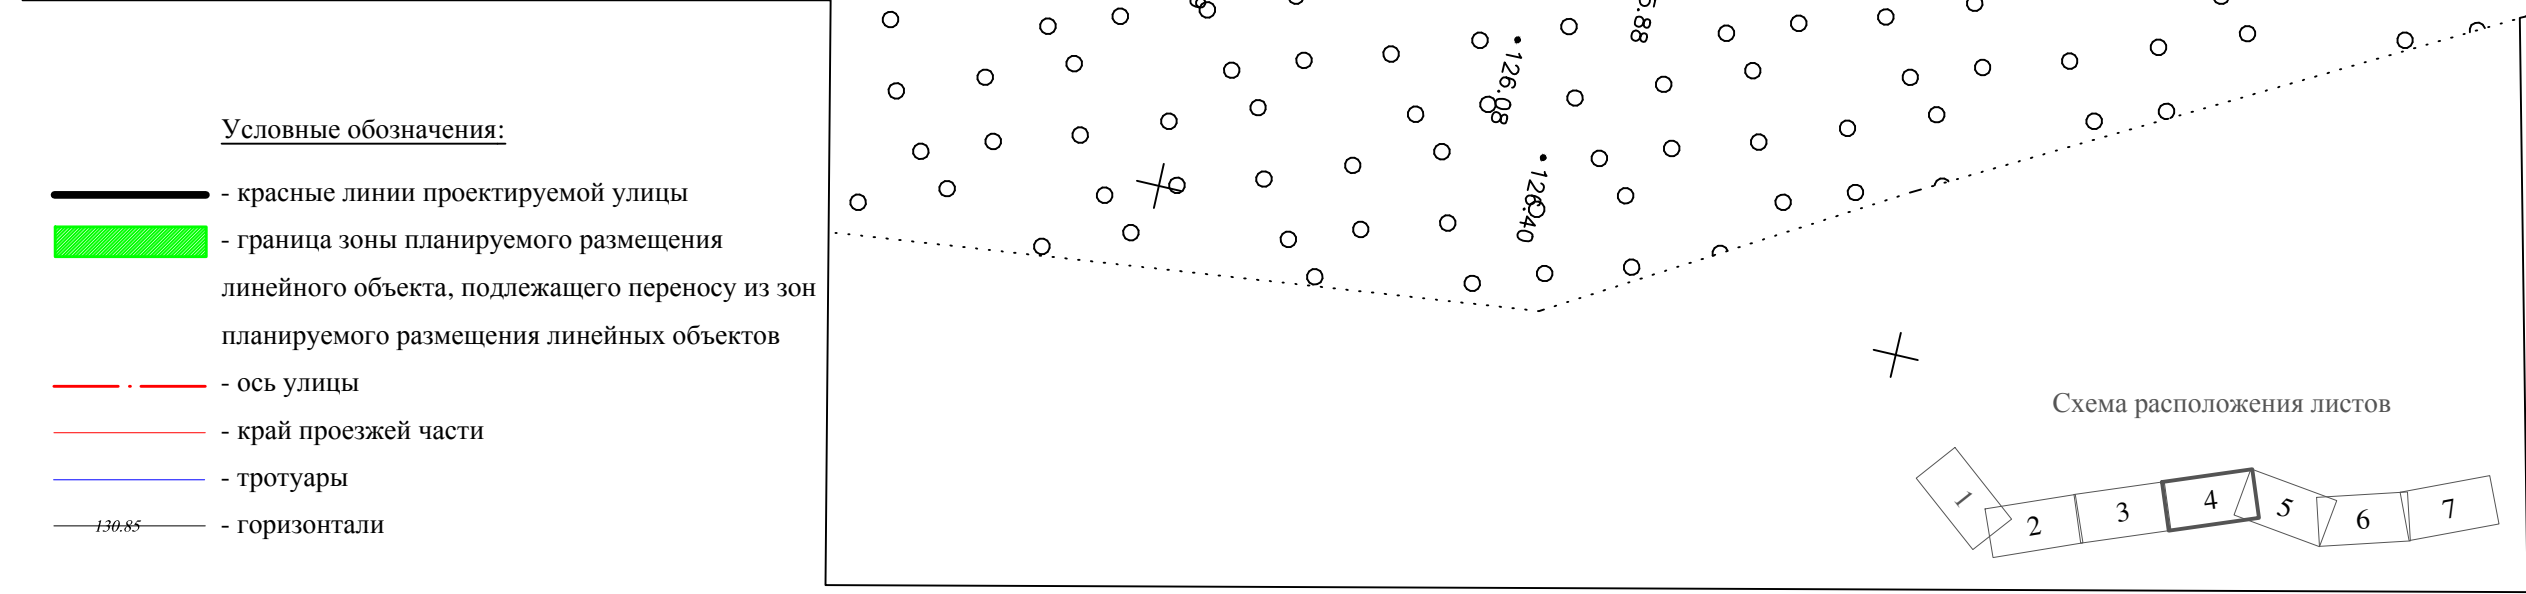 Условные обозначения:
- красные линии проектируемой улицы
- граница зоны планируемого размещения
линейного объекта, подлежащего переносу из зон
планируемого размещения линейных объектов
- ось улицы
- край проезжей части
- тротуары
130.85 - горизонтали
126.08
126.40
Схема расположения листов
1 2 3 4 5 6 7